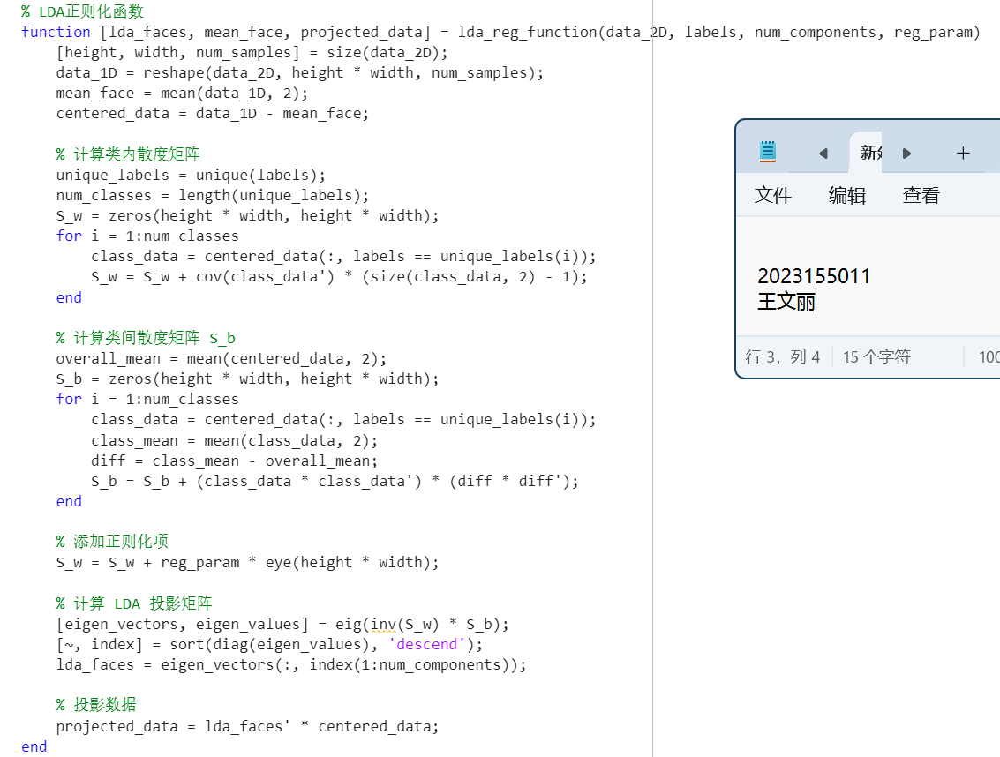 % LDA正则化函数
function [lda_faces, mean_face, projected_data] = lda_reg_function(data_2D, labels, num_components, reg_param)
    [height, width, num_samples] = size(data_2D);
    data_1D = reshape(data_2D, height * width, num_samples);
    mean_face = mean(data_1D, 2);
    centered_data = data_1D - mean_face;
    % 计算类内散度矩阵
    unique_labels = unique(labels);
    num_classes = length(unique_labels);
    S_w = zeros(height * width, height * width);
    for i = 1:num_classes
        class_data = centered_data(:, labels == unique_labels(i));
        S_w = S_w + cov(class_data') * (size(class_data, 2) - 1);
    end
    % 计算类间散度矩阵 S_b
    overall_mean = mean(centered_data, 2);
    S_b = zeros(height * width, height * width);
    for i = 1:num_classes
        class_data = centered_data(:, labels == unique_labels(i));
        class_mean = mean(class_data, 2);
        diff = class_mean - overall_mean;
        S_b = S_b + (class_data * class_data') * (diff * diff');
    end
    % 添加正则化项
    S_w = S_w + reg_param * eye(height * width);
    % 计算 LDA 投影矩阵
    [eigen_vectors, eigen_values] = eig(inv(S_w) * S_b);
    [~, index] = sort(diag(eigen_values), 'descend');
    lda_faces = eigen_vectors(:, index(1:num_components));
    % 投影数据
    projected_data = lda_faces' * centered_data;
end
新
文件 编辑 查看
2023155011
王文丽
行 3，列 4 15 个字符 100